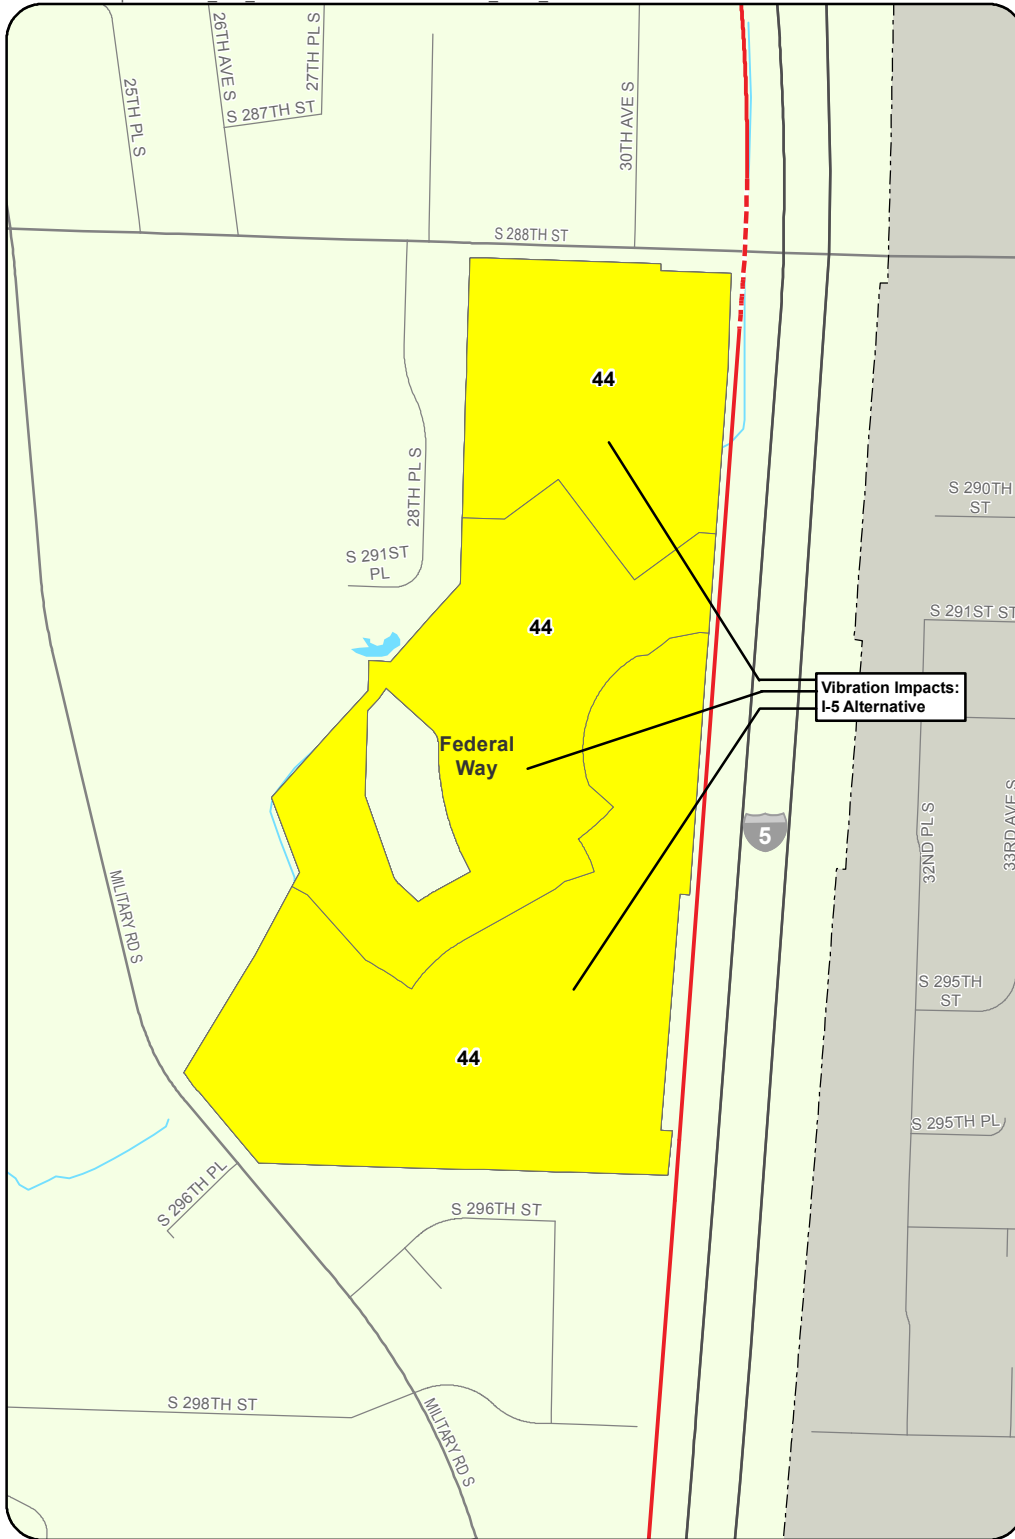 25TH PL S
26TH AVE S
27TH PL S
S 287TH ST
30TH AVE S
S 288TH ST
44
28TH PL S
S 290TH
ST
S 291ST
PL
S 291ST ST
44
Vibration Impacts:
I-5 Alternative
Federal
Way
5
32ND PL S
33RD AVE S
MILITARY RD S
S 295TH
ST
44
S 295TH PL
S 296TH PL
S 296TH ST
S 298TH ST
MILITARY RD S